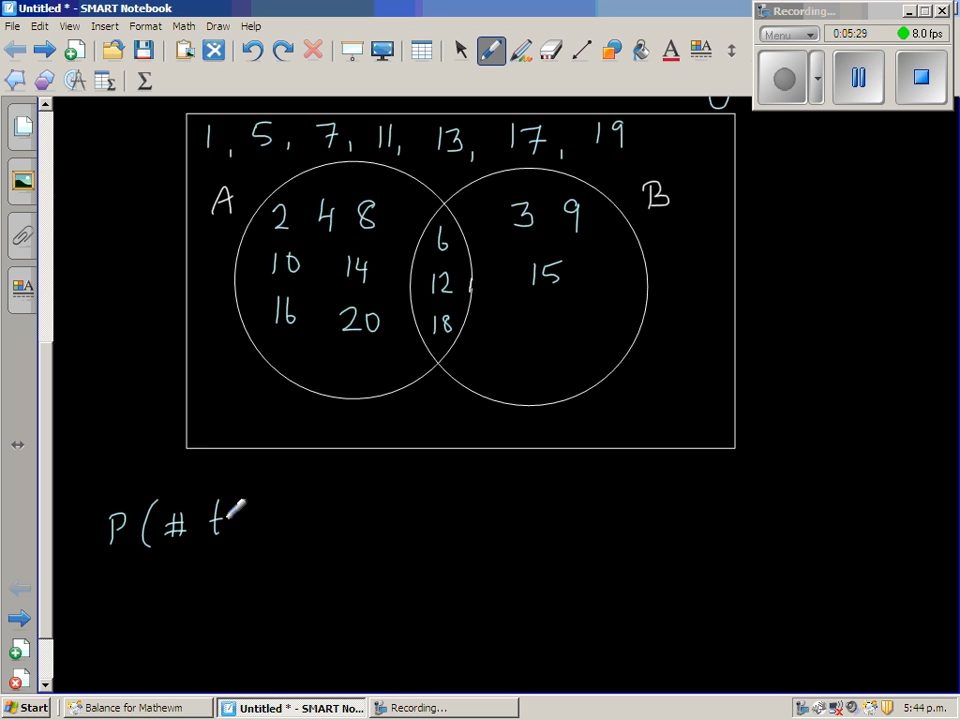 Untitled * - SMART Notebook
File Edit View Insert Format Tools Math Draw Help
Recording...
Menu 0:05:29 8.0 fps
U
1, 5, 7, 11, 13, 17, 19
A B
2 4 8 6 3 9
10 14 12 15
16 20 18
P (# t
Start Balance for Mathewm Untitled * - SMART No... Recording... 5:44 p.m.